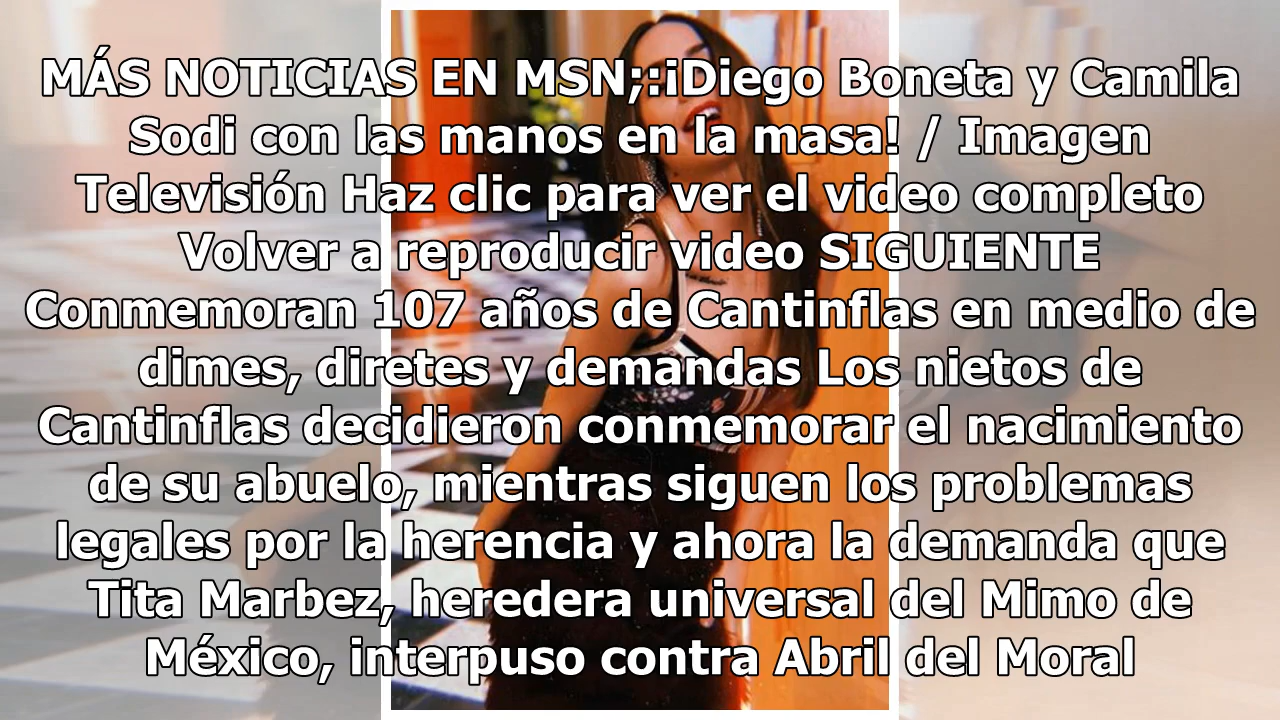 MÁS NOTICIAS EN MSN;:¡Diego Boneta y Camila
Sodi con las manos en la masa! / Imagen
Televisión Haz clic para ver el video completo
Volver a reproducir video SIGUIENTE
Conmemoran 107 años de Cantinflas en medio de
dimes, diretes y demandas Los nietos de
Cantinflas decidieron conmemorar el nacimiento
de su abuelo, mientras siguen los problemas
legales por la herencia y ahora la demanda que
Tita Marbez, heredera universal del Mimo de
México, interpuso contra Abril del Moral